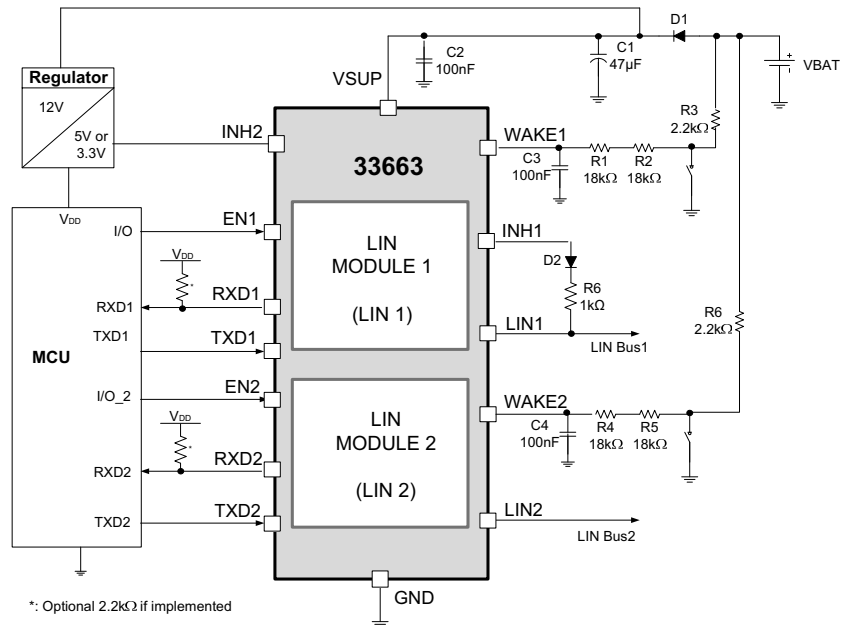 D1
C2
100nF
C1
47µF
+
VBAT
VSUP
Regulator
12V
5V or
3.3V
INH2
WAKE1
R3
2.2kΩ
C3
100nF
R1
18kΩ
R2
18kΩ
33663
VDD
I/O
EN1
INH1
LIN
MODULE 1
(LIN 1)
D2
R6
1kΩ
VDD
*
RXD1
RXD1
R6
2.2kΩ
TXD1
TXD1
LIN1
LIN Bus1
MCU
I/O_2
EN2
WAKE2
LIN
MODULE 2
(LIN 2)
C4
100nF
R4
18kΩ
R5
18kΩ
VDD
*
RXD2
RXD2
TXD2
TXD2
LIN2
LIN Bus2
GND
*: Optional 2.2kΩ if implemented